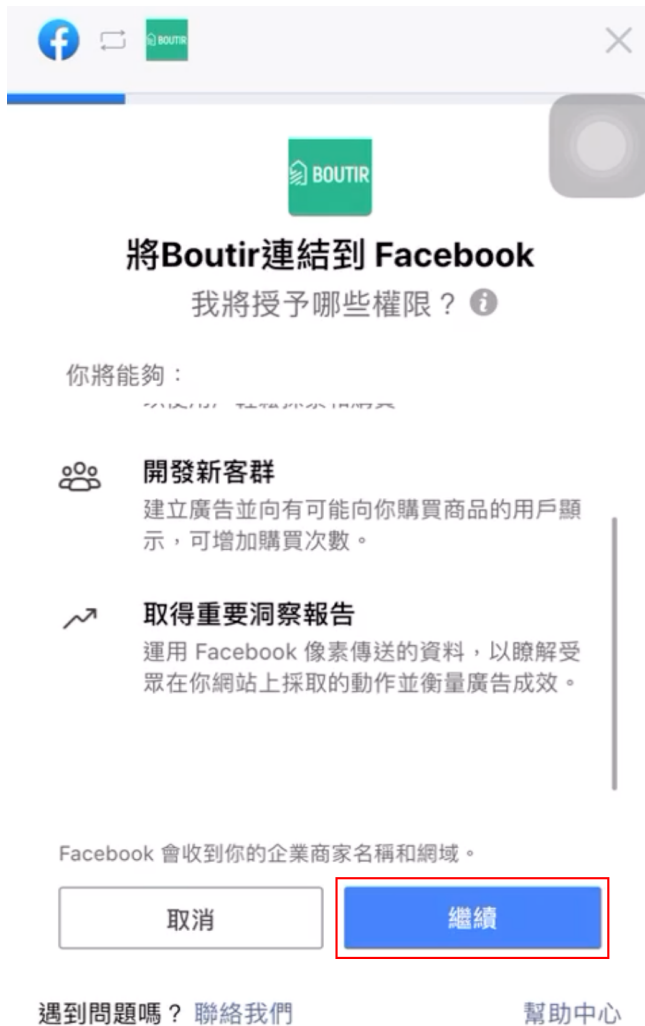 BOUTIR
BOUTIR
將Boutir連結到 Facebook
我將授予哪些權限？
你將能夠：
開發新客群
建立廣告並向有可能向你購買商品的用戶顯
示，可增加購買次數。
取得重要洞察報告
運用 Facebook 像素傳送的資料，以瞭解受
眾在你網站上採取的動作並衡量廣告成效。
Facebook 會收到你的企業商家名稱和網域。
取消
繼續
遇到問題嗎？ 聯絡我們
幫助中心